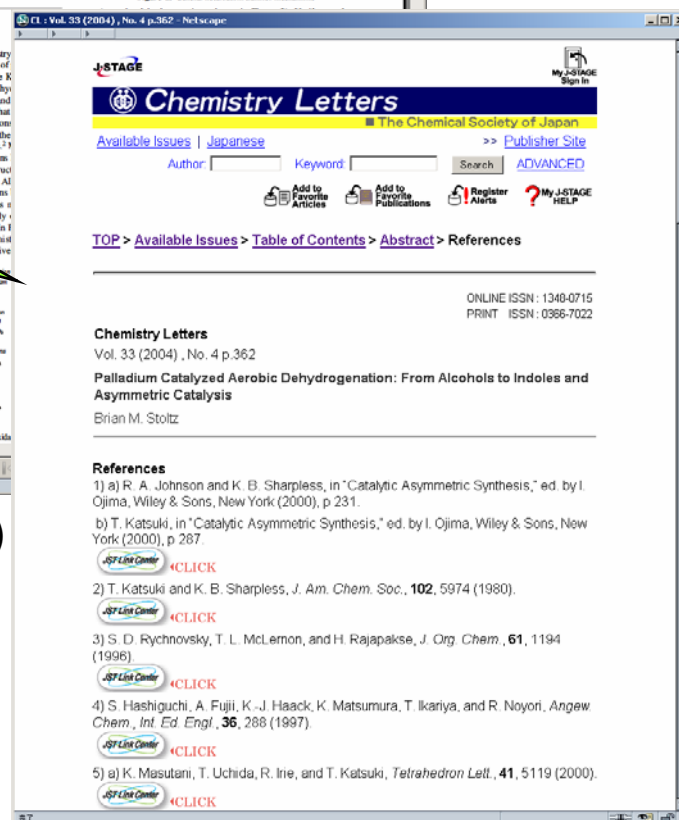 CL : Vol. 33 (2004) , No. 4 p.362 - Netscape
J-STAGE
My J-STAGE
Sign in
Chemistry Letters
The Chemical Society of Japan
Available Issues | Japanese >> Publisher Site
Author: Keyword: Search ADVANCED
Add to Favorite Articles
Add to Favorite Publications
Register Alerts
My J-STAGE HELP
TOP > Available Issues > Table of Contents > Abstract > References
ONLINE ISSN : 1348-0715
PRINT ISSN : 0366-7022
Chemistry Letters
Vol. 33 (2004) , No. 4 p.362
Palladium Catalyzed Aerobic Dehydrogenation: From Alcohols to Indoles and
Asymmetric Catalysis
Brian M. Stoltz
References
1) a) R. A. Johnson and K. B. Sharpless, in "Catalytic Asymmetric Synthesis," ed. by I.
Ojima, Wiley & Sons, New York (2000), p 231.
b) T. Katsuki, in "Catalytic Asymmetric Synthesis," ed. by I. Ojima, Wiley & Sons, New
York (2000), p 287.
JST Link Center CLICK
2) T. Katsuki and K. B. Sharpless, J. Am. Chem. Soc., 102, 5974 (1980).
JST Link Center CLICK
3) S. D. Rychnovsky, T. L. McLernon, and H. Rajapakse, J. Org. Chem., 61, 1194
(1996).
JST Link Center CLICK
4) S. Hashiguchi, A. Fujii, K.-J. Haack, K. Matsumura, T. Ikariya, and R. Noyori, Angew.
Chem., Int. Ed. Engl., 36, 288 (1997).
JST Link Center CLICK
5) a) K. Masutani, T. Uchida, R. Irie, and T. Katsuki, Tetrahedron Lett., 41, 5119 (2000).
JST Link Center CLICK